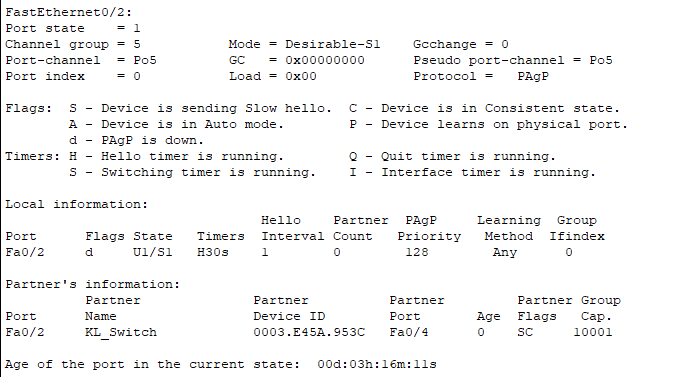 FastEthernet0/2:
Port state    = 1
Channel group = 5         Mode = Desirable-Sl    Gcchange = 0
Port-channel  = Po5       GC   = 0x00000000      Pseudo port-channel = Po5
Port index    = 0         Load = 0x00            Protocol =   PAgP
Flags:  S - Device is sending Slow hello.  C - Device is in Consistent state.
        A - Device is in Auto mode.        P - Device learns on physical port.
        d - PAgP is down.
Timers: H - Hello timer is running.        Q - Quit timer is running.
        S - Switching timer is running.    I - Interface timer is running.
Local information:
                                Hello    Partner  PAgP     Learning  Group
Port      Flags State   Timers  Interval Count    Priority  Method  Ifindex
Fa0/2     d     U1/S1   H30s    1        0        128        Any      0
Partner's information:
          Partner              Partner          Partner            Partner Group
Port      Name                 Device ID        Port       Age  Flags   Cap.
Fa0/2     KL_Switch            0003.E45A.953C   Fa0/4      0    SC      10001
Age of the port in the current state:  00d:03h:16m:11s